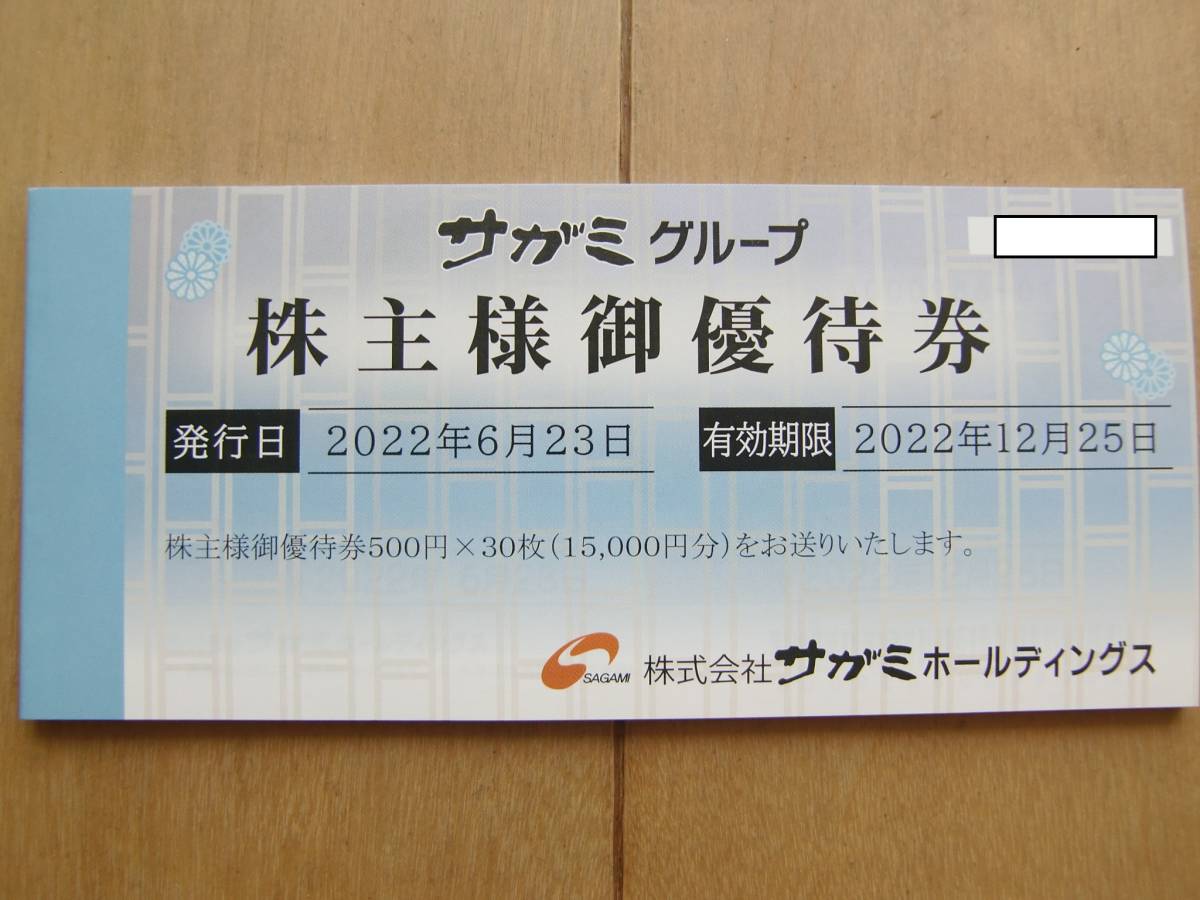 サガミグループ
株主様御優待券
発行日 2022年6月23日 有効期限 2022年12月25日
株主様御優待券500円×30枚(15,000円分)をお送りいたします。
SAGAMI 株式会社サガミホールディングス